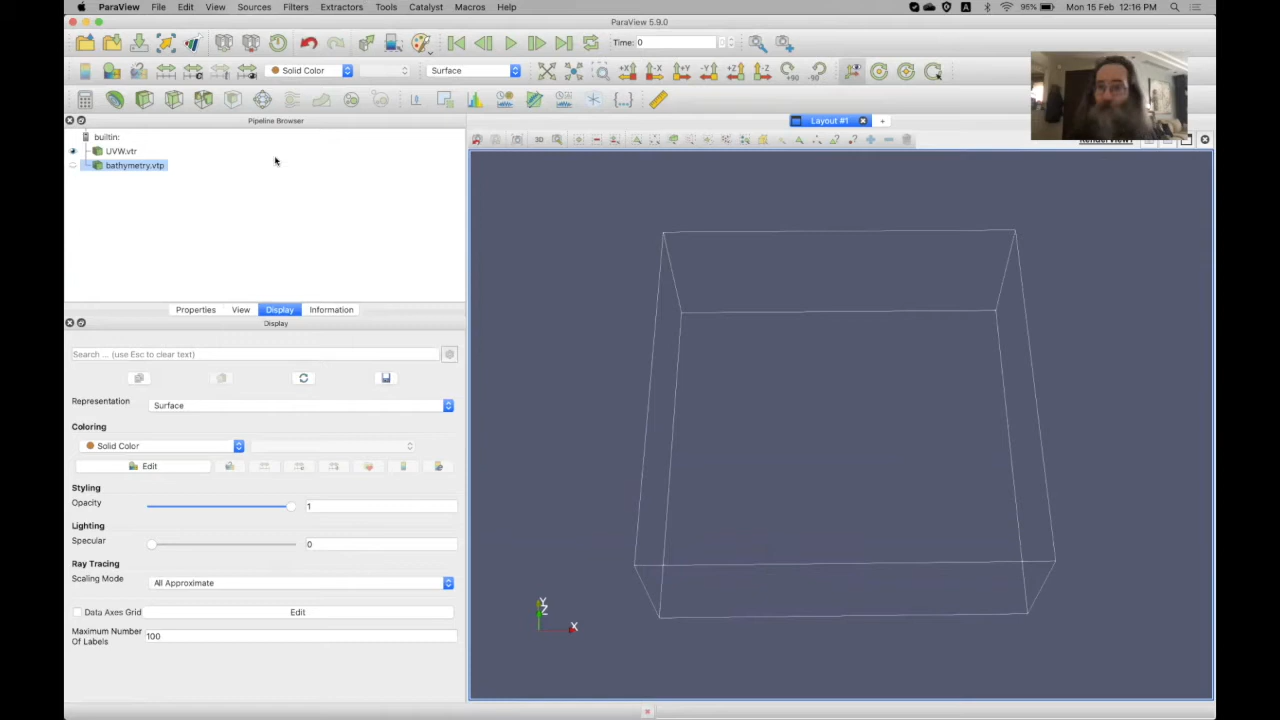 ParaView File Edit View Sources Filters Extractors Tools Catalyst Macros Help
A 95% Mon 15 Feb 12:16 PM
ParaView 5.9.0
Time: 0
Solid Color Surface
+X -X +Y -Y +Z -Z +90 -90
Pipeline Browser
Layout #1 +
builtin:
3D
UVW.vtr
bathymetry.vtp
Properties View Display Information
Display
Search ... (use Esc to clear text)
Representation Surface
Coloring
Solid Color
Edit
Styling
Opacity 1
Lighting
Specular 0
Ray Tracing
Scaling Mode All Approximate
Data Axes Grid Edit
Maximum Number Of Labels 100
Y
Z
X